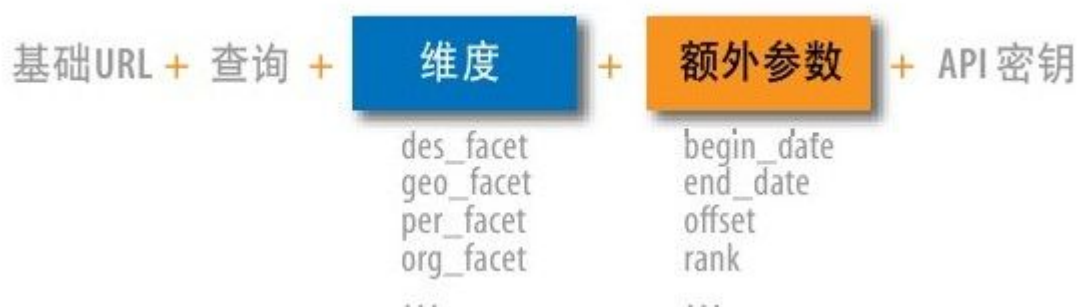 基础URL + 查询 + 维度 + 额外参数 + API 密钥
des_facet begin_date
geo_facet end_date
per_facet offset
org_facet rank
... ...